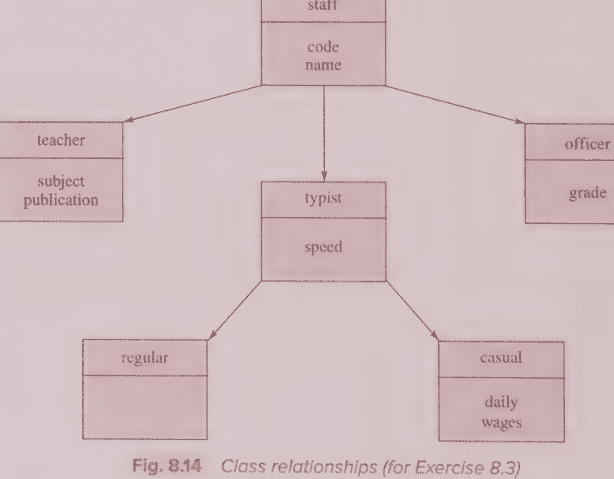 staff
code
name
teacher
subject
publication
officer
grade
typist
speed
regular
casual
daily
wages
Fig. 8.14 Class relationships (for Exercise 8.3)